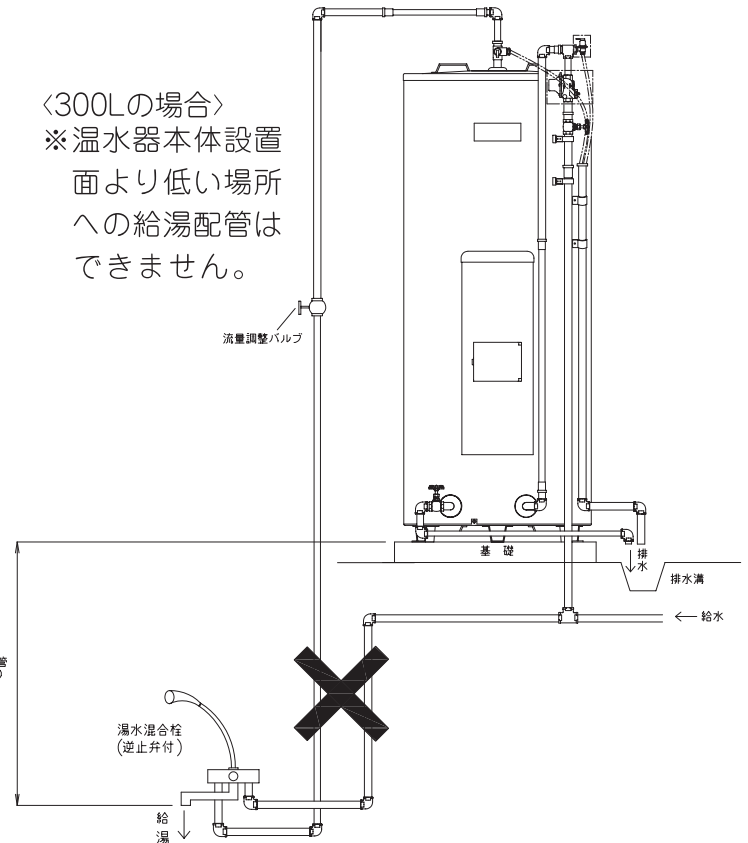 〈300Lの場合〉
※温水器本体設置
面より低い場所
への給湯配管は
できません。
流量調整バルブ
基礎
排水
排水溝
← 給水
湯水混合栓
(逆止弁付)
給湯